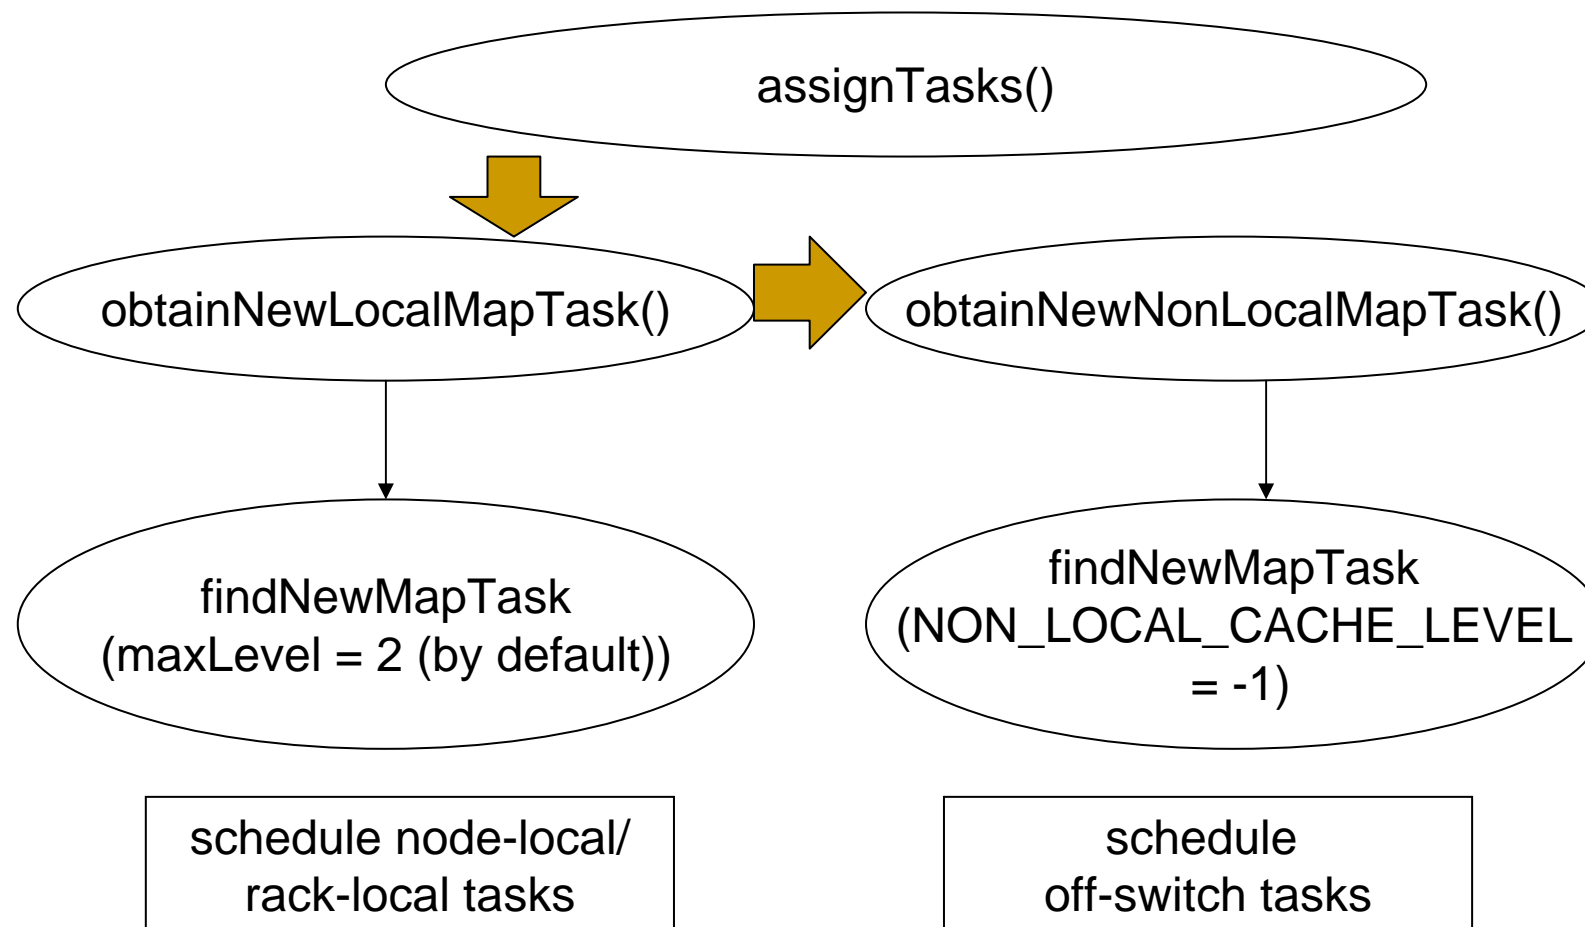 assignTasks()
obtainNewLocalMapTask()
obtainNewNonLocalMapTask()
findNewMapTask
(maxLevel = 2 (by default))
findNewMapTask
(NON_LOCAL_CACHE_LEVEL
= -1)
schedule node-local/
rack-local tasks
schedule
off-switch tasks